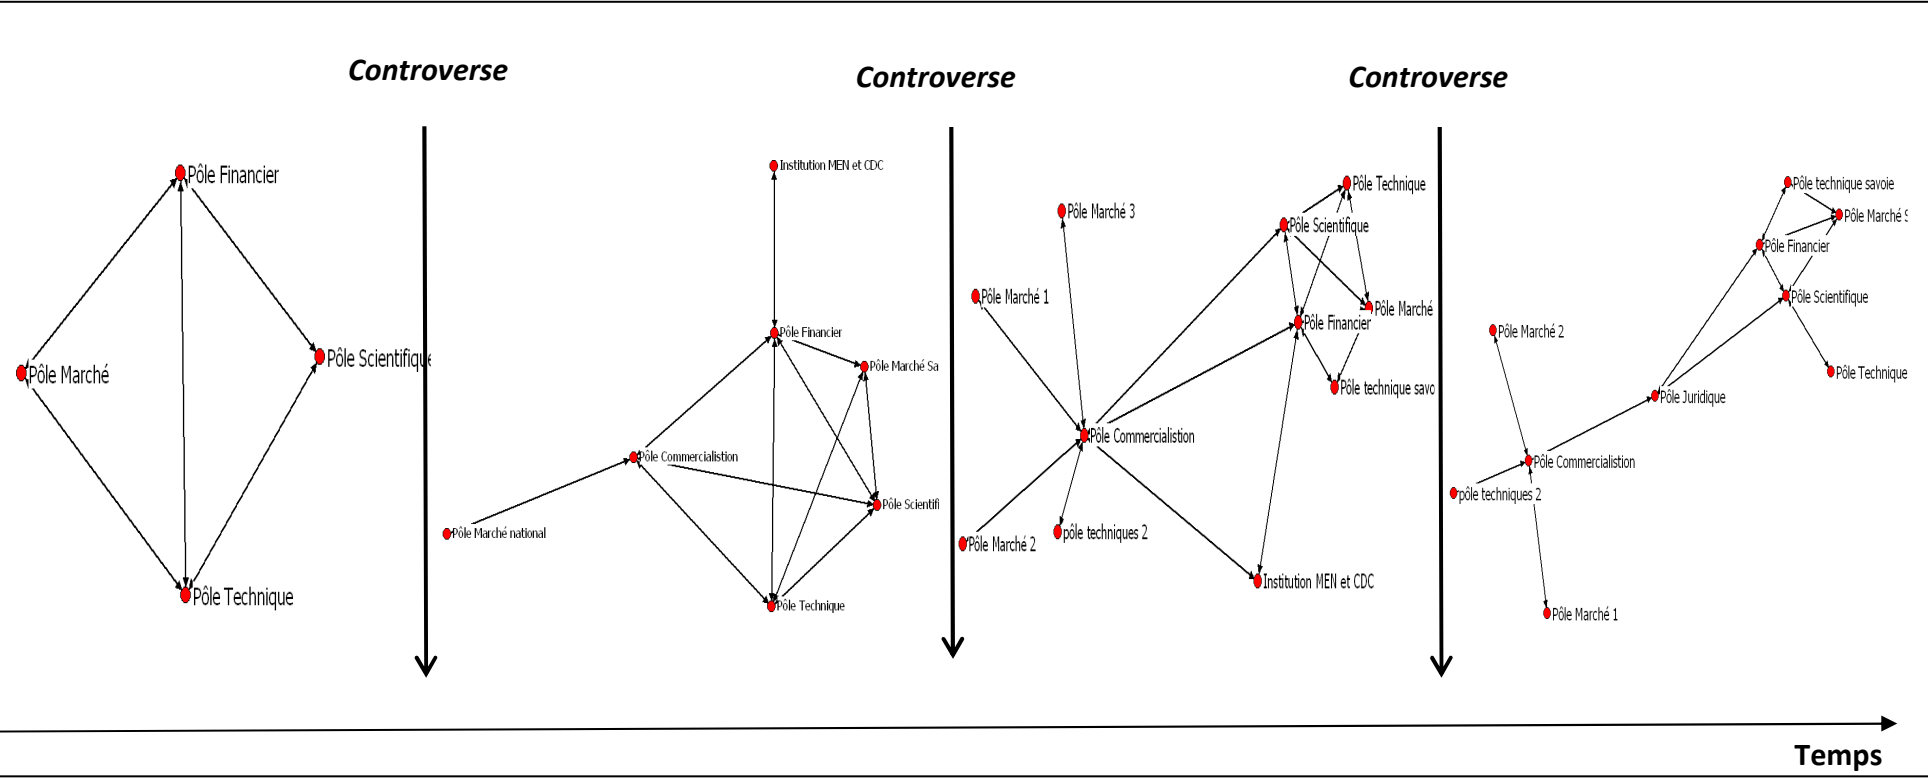 Controverse
Controverse
Controverse
Pôle Financier
Pôle Marché
Pôle Scientifique
Pôle Technique
Institution MEN et CDC
Pôle Financier
Pôle Marché Sa
Pôle Commercialistion
Pôle Scientifi
Pôle Marché national
Pôle Technique
Pôle Technique
Pôle Marché 3
Pôle Scientifique
Pôle Marché 1
Pôle Marché
Pôle Financier
Pôle technique savo
Pôle Commercialistion
pôle techniques 2
Pôle Marché 2
Institution MEN et CDC
Pôle technique savoie
Pôle Marché S
Pôle Financier
Pôle Scientifique
Pôle Marché 2
Pôle Technique
Pôle Juridique
Pôle Commercialistion
pôle techniques 2
Pôle Marché 1
Temps